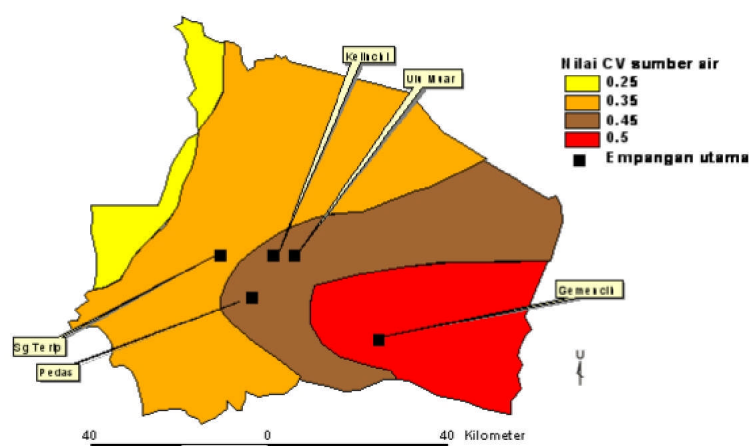 Kelinchi
Ulu Muar
Nilai CV sumber air
0.25
0.35
0.45
0.5
Empangan utama
Gemencli
Sg Terip
Pedas
U
40 0 40 Kilometer